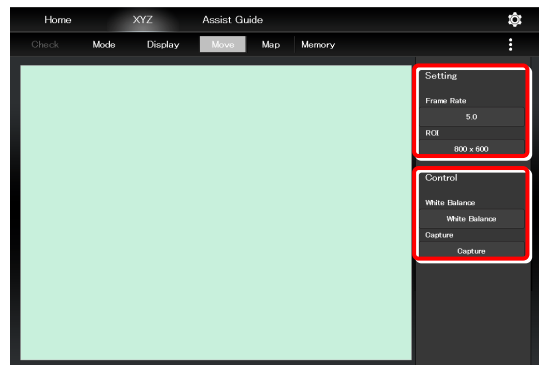 Home XYZ Assist Guide
Check Mode Display Move Map Memory
Setting
Frame Rate
5.0
ROI
800 x 600
Control
White Balance
White Balance
Capture
Capture